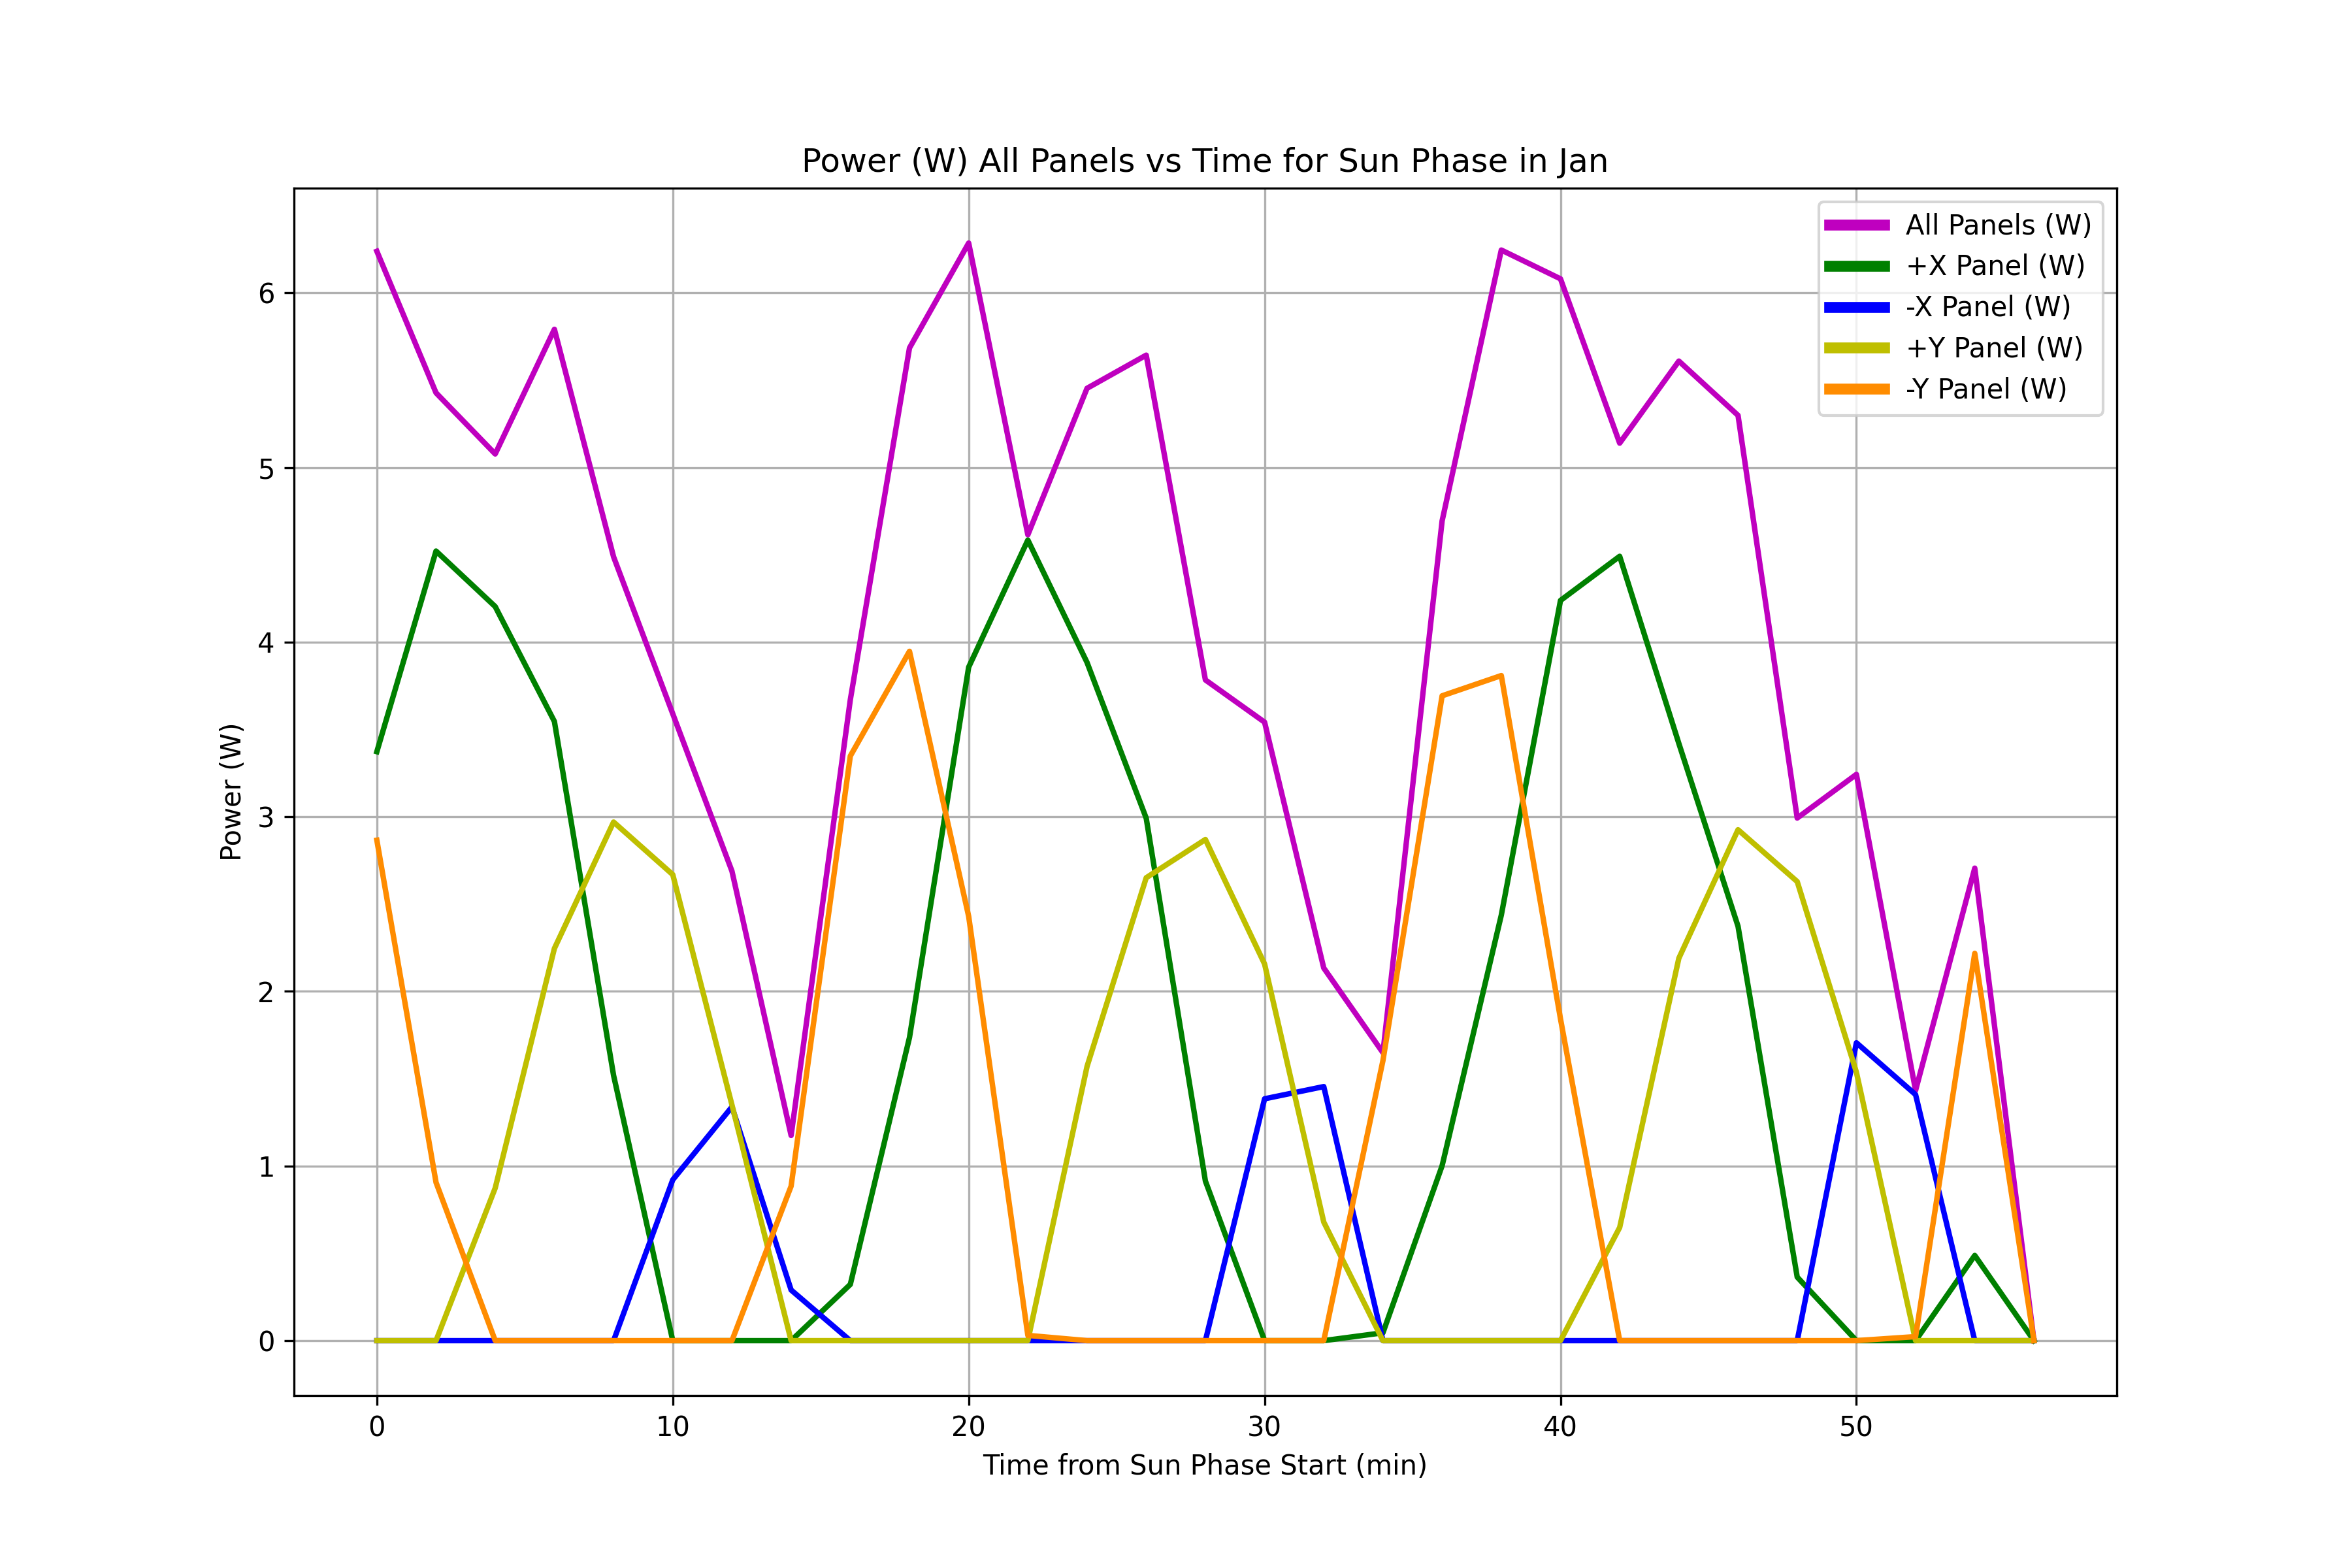 Power (W) All Panels vs Time for Sun Phase in Jan
All Panels (W)
+X Panel (W)
-X Panel (W)
+Y Panel (W)
-Y Panel (W)
Power (W)
6
5
4
3
2
1
0
0 10 20 30 40 50
Time from Sun Phase Start (min)